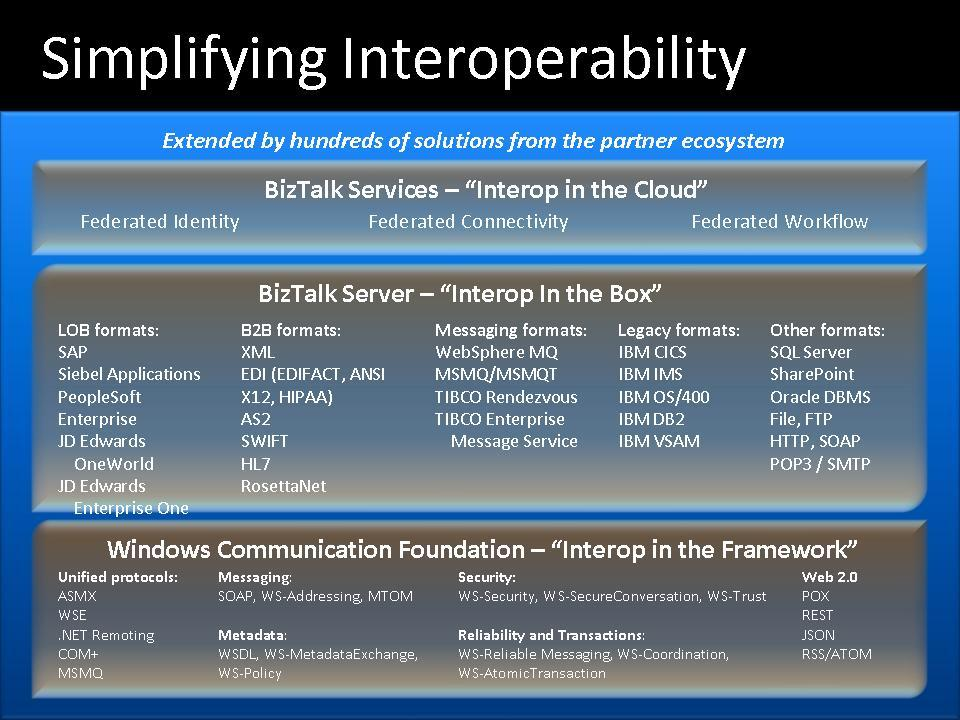 Simplifying Interoperability
Extended by hundreds of solutions from the partner ecosystem
BizTalk Services – “Interop in the Cloud”
Federated Identity
Federated Connectivity
Federated Workflow
BizTalk Server – “Interop In the Box”
LOB formats:
SAP
Siebel Applications
PeopleSoft
Enterprise
JD Edwards
OneWorld
JD Edwards
Enterprise One
B2B formats:
XML
EDI (EDIFACT, ANSI
X12, HIPAA)
AS2
SWIFT
HL7
RosettaNet
Messaging formats:
WebSphere MQ
MSMQ/MSMQT
TIBCO Rendezvous
TIBCO Enterprise
Message Service
Legacy formats:
IBM CICS
IBM IMS
IBM OS/400
IBM DB2
IBM VSAM
Other formats:
SQL Server
SharePoint
Oracle DBMS
File, FTP
HTTP, SOAP
POP3 / SMTP
Windows Communication Foundation – “Interop in the Framework”
Unified protocols:
ASMX
WSE
.NET Remoting
COM+
MSMQ
Messaging:
SOAP, WS-Addressing, MTOM
Metadata:
WSDL, WS-MetadataExchange,
WS-Policy
Security:
WS-Security, WS-SecureConversation, WS-Trust
Reliability and Transactions:
WS-Reliable Messaging, WS-Coordination,
WS-AtomicTransaction
Web 2.0
POX
REST
JSON
RSS/ATOM